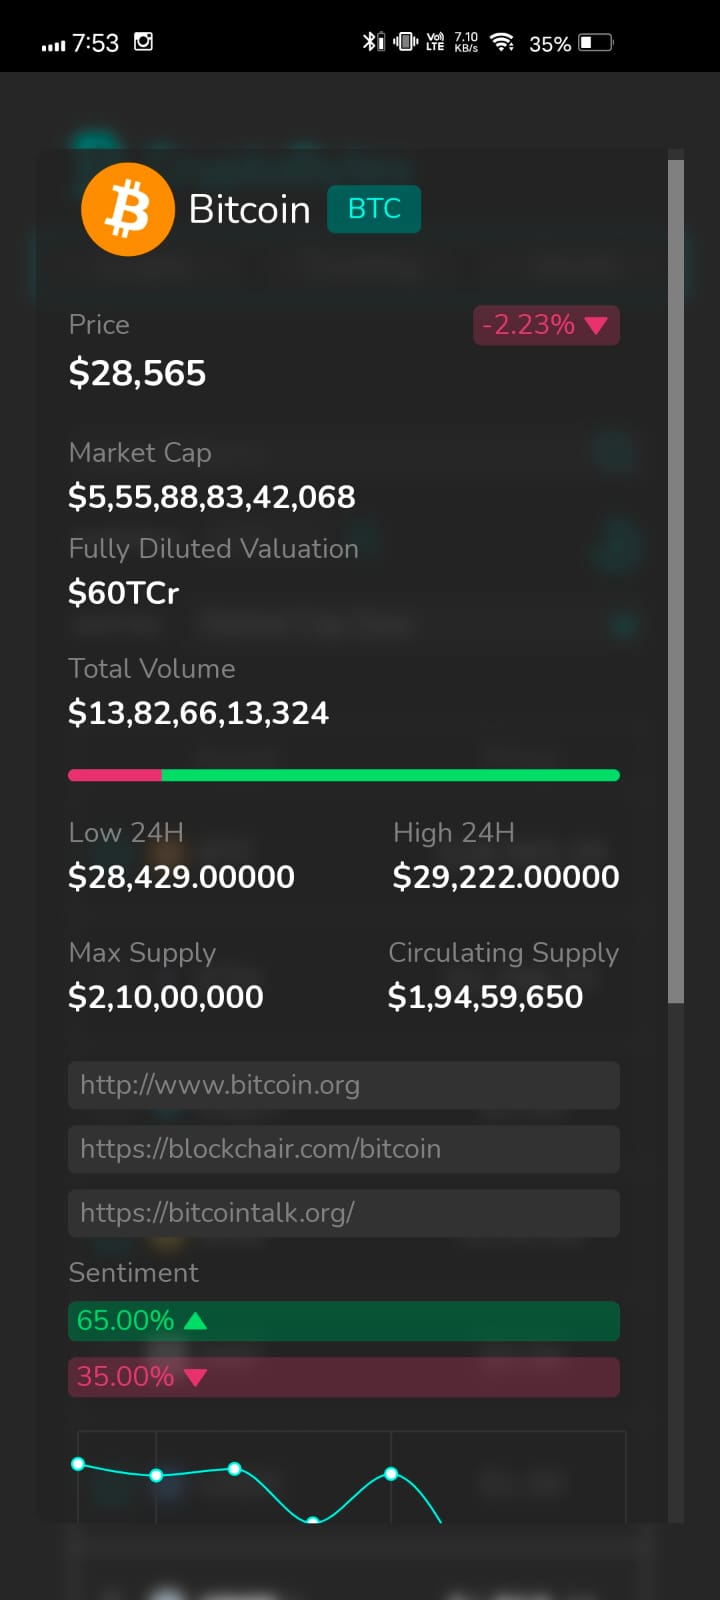 7:53 Vo) LTE 7.10 KB/s 35%
Bitcoin BTC
Price -2.23% ▼
$28,565
Market Cap
$5,55,88,83,42,068
Fully Diluted Valuation
$60TCr
Total Volume
$13,82,66,13,324
Low 24H High 24H
$28,429.00000 $29,222.00000
Max Supply Circulating Supply
$2,10,00,000 $1,94,59,650
http://www.bitcoin.org
https://blockchair.com/bitcoin
https://bitcointalk.org/
Sentiment
65.00% ▲
35.00% ▼